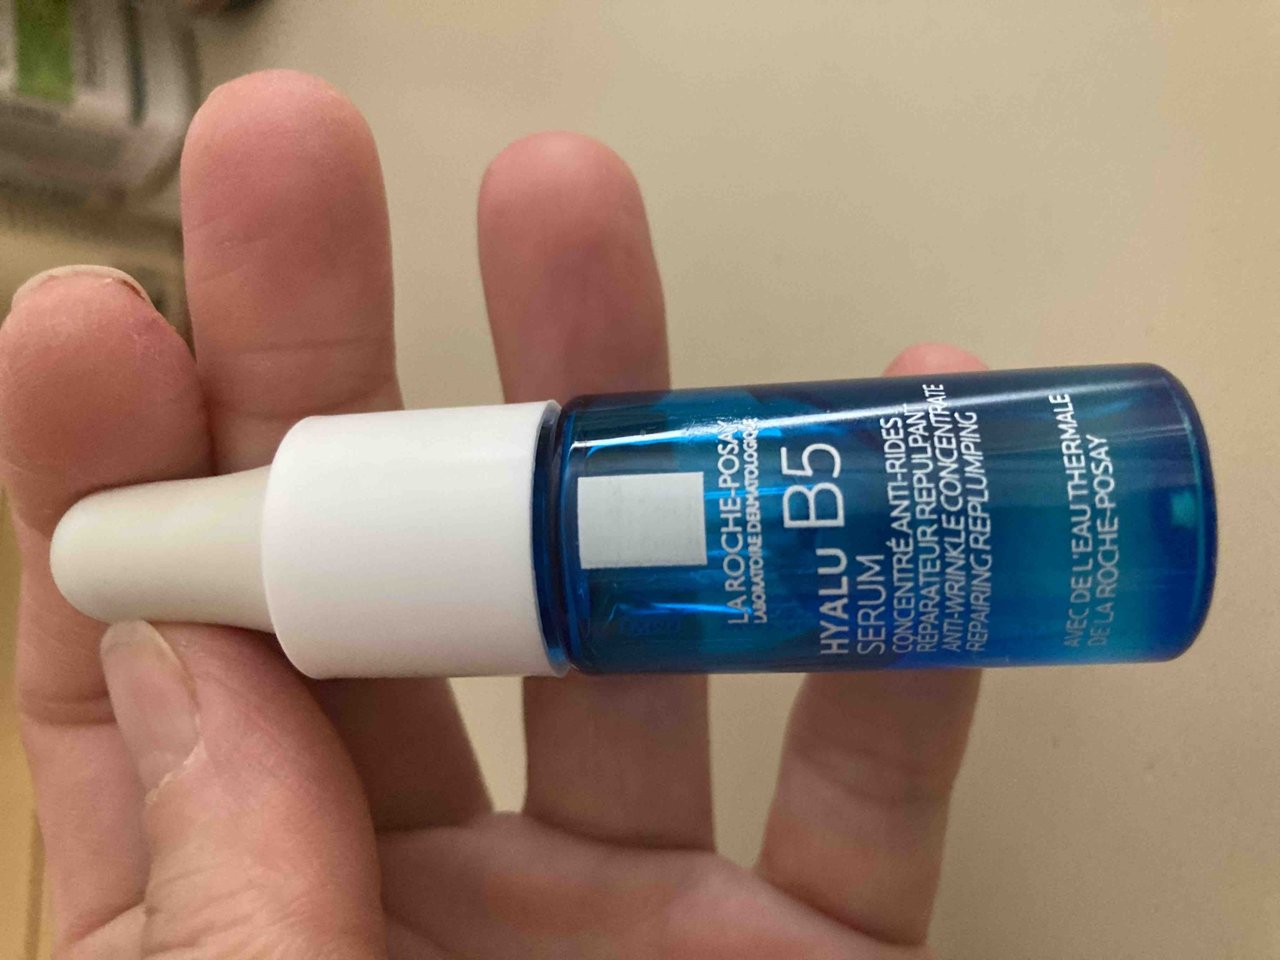 LA ROCHE-POSAY
LABORATOIRE DERMATOLOGIQUE
HYALU B5
SERUM
CONCENTRÉ ANTI-RIDES
RÉPARATEUR REPULPANT
ANTI-WRINKLE CONCENTRATE
REPAIRING REPLUMPING
AVEC DE L'EAU THERMALE
DE LA ROCHE-POSAY